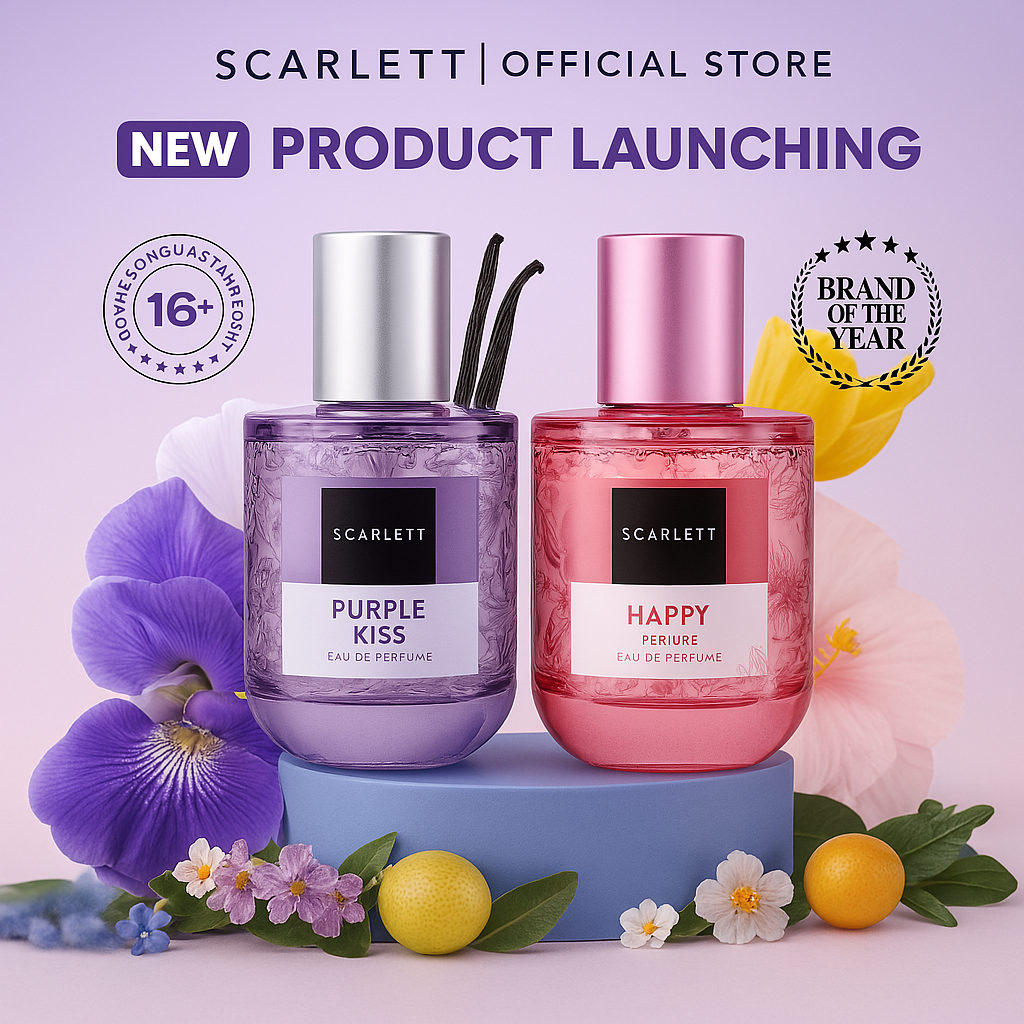 SCARLETT | OFFICIAL STORE
NEW PRODUCT LAUNCHING
16+
BRAND
OF THE
YEAR
SCARLETT
PURPLE
KISS
EAU DE PERFUME
SCARLETT
HAPPY
PERIURE
EAU DE PERFUME